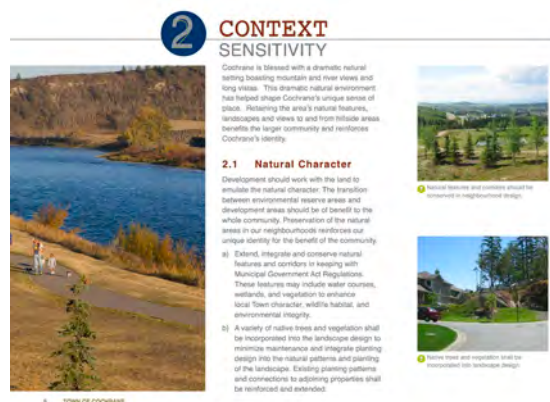 2 CONTEXT
SENSITIVITY
Cochrane is blessed with a dramatic natural
setting boasting mountain and river views and
long vistas. This dramatic natural environment
has helped shape Cochrane's unique sense of
place. Retaining the area's natural features,
landscapes and views to and from hillside areas
benefits the larger community and reinforces
Cochrane's identity.
2.1 Natural Character
Development should work with the land to
emulate the natural character. The transition
between environmental reserve areas and
development areas should be of benefit to the
whole community. Preservation of the natural
areas in our neighbourhoods reinforces our
unique identity for the benefit of the community.
a) Extend, integrate and conserve natural
features and corridors in keeping with
Municipal Government Act Regulations.
These features may include water courses,
wetlands, and vegetation to enhance
local Town character, wildlife habitat, and
environmental integrity.
b) A variety of native trees and vegetation shall
be incorporated into the landscape design to
minimize maintenance and integrate planting
design into the natural patterns and planting
of the landscape. Existing planting patterns
and connections to adjoining properties shall
be reinforced and extended.
Natural features and corridors should be
conserved in neighbourhood design.
Native trees and vegetation shall be
incorporated into landscape design.
TOWN OF COCHRANE